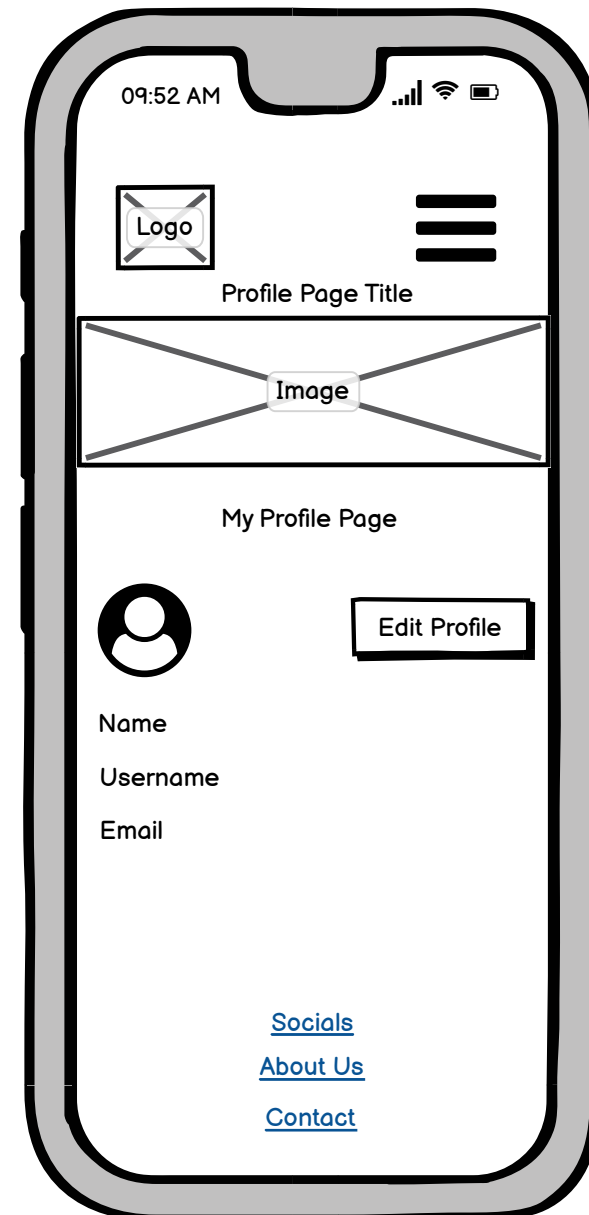 09:52 AM
Logo
Profile Page Title
Image
My Profile Page
Edit Profile
Name
Username
Email
Socials
About Us
Contact